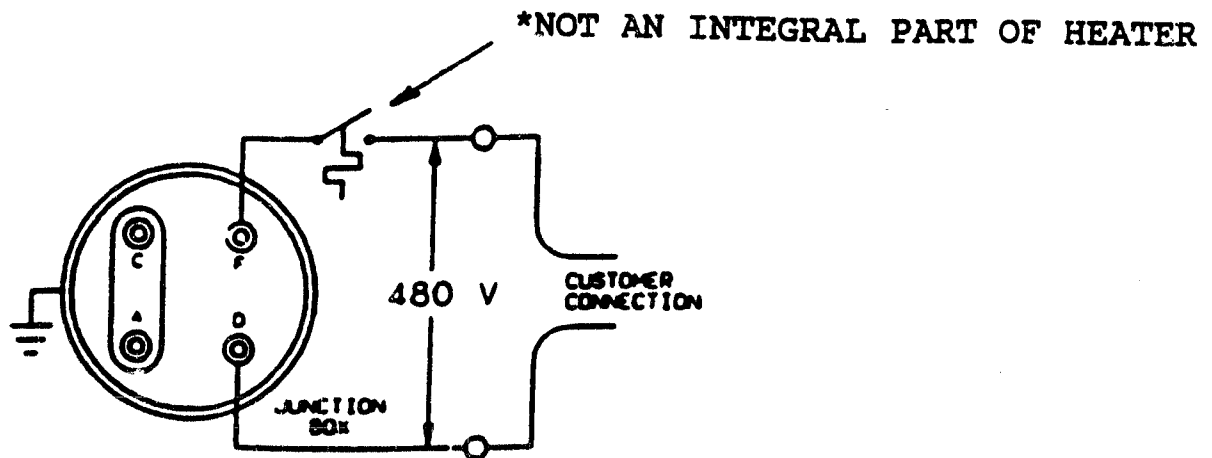 *NOT AN INTEGRAL PART OF HEATER
C
F
480 V
CUSTOMER
CONNECTION
A
D
JUNCTION
BOX